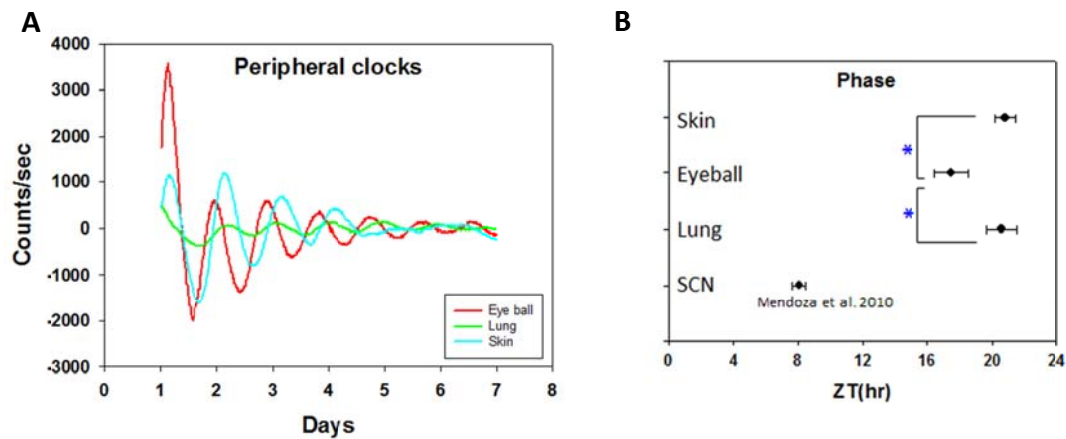 A
Peripheral clocks
4000
3000
2000
1000
0
-1000
-2000
-3000
Counts/sec
Eye ball
Lung
Skin
0 1 2 3 4 5 6 7 8
Days
B
Phase
Skin
*
Eyeball
*
Lung
SCN
Mendoza et al. 2010
0 4 8 12 16 20 24
ZT(hr)